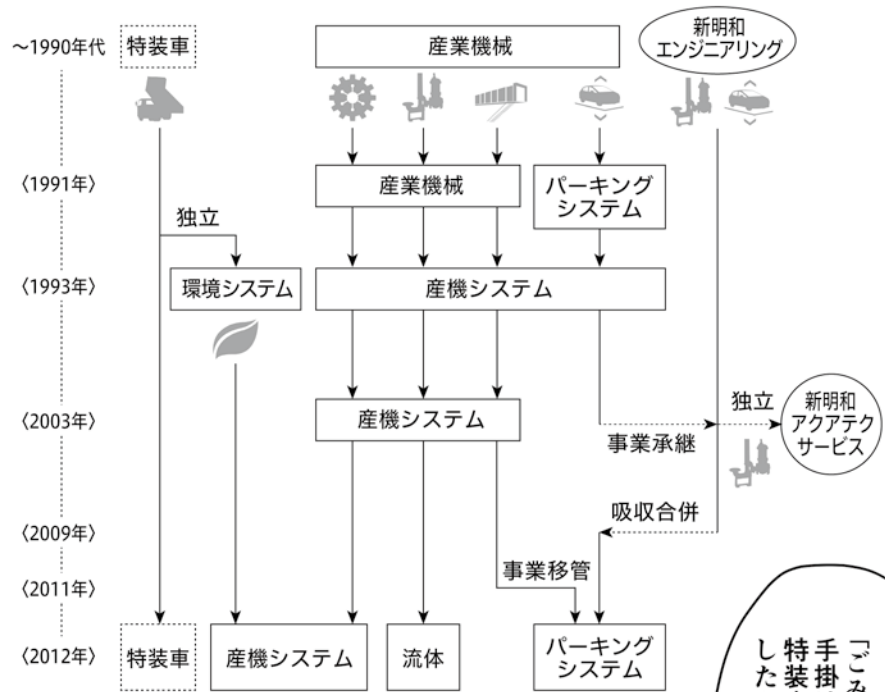 ～1990年代
特装車
産業機械
新明和
エンジニアリング
〈1991年〉
産業機械
パーキング
システム
独立
〈1993年〉
環境システム
産機システム
〈2003年〉
産機システム
事業承継
独立
新明和
アクアテク
サービス
〈2009年〉
吸収合併
〈2011年〉
事業移管
〈2012年〉
特装車
産機システム
流体
パーキング
システム
「ごみ
手掛
特装
した